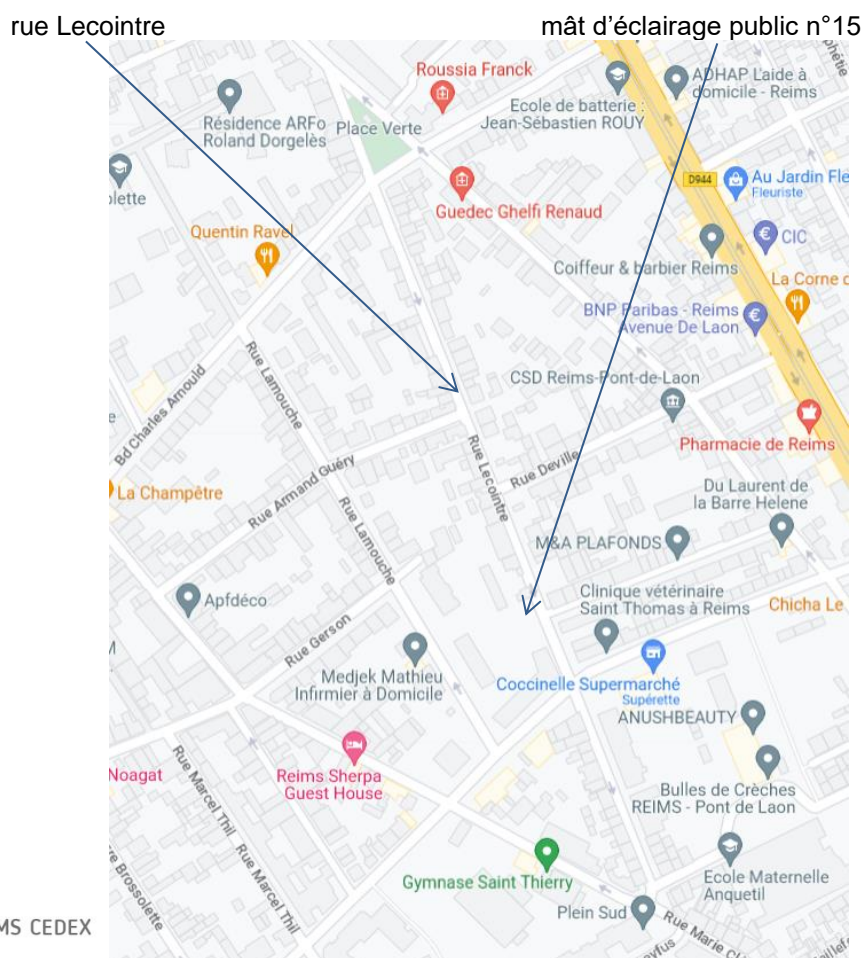 rue Lecointre
mât d'éclairage public n°15
Roussia Franck
ADHAP L'aide à
domicile - Reims
Ecole de batterie :
Jean-Sébastien ROUY
Résidence ARFo
Roland Dorgelès
Place Verte
D944
Au Jardin Fle
Fleuriste
Guedec Ghelfi Renaud
Quentin Ravel
CIC
Coiffeur & barbier Reims
La Corne d
BNP Paribas - Reims
Avenue De Laon
Rue Lamouche
CSD Reims-Pont-de-Laon
Bd Charles Arnould
Pharmacie de Reims
Rue Lecointre
Rue Deville
Rue Armand Guéry
La Champêtre
Du Laurent de
la Barre Helene
Rue Lamouche
M&A PLAFONDS
Apfdéco
Clinique vétérinaire
Saint Thomas à Reims
Chicha Le
Rue Gerson
Medjek Mathieu
Infirmier à Domicile
Coccinelle Supermarché
Supérette
ANUSHBEAUTY
Noagat
Rue Marcel Thil
Reims Sherpa
Guest House
Bulles de Crèches
REIMS - Pont de Laon
Rue Marcel Thil
Gymnase Saint Thierry
Ecole Maternelle
Anquetil
Plein Sud
Rue Marie
MS CEDEX